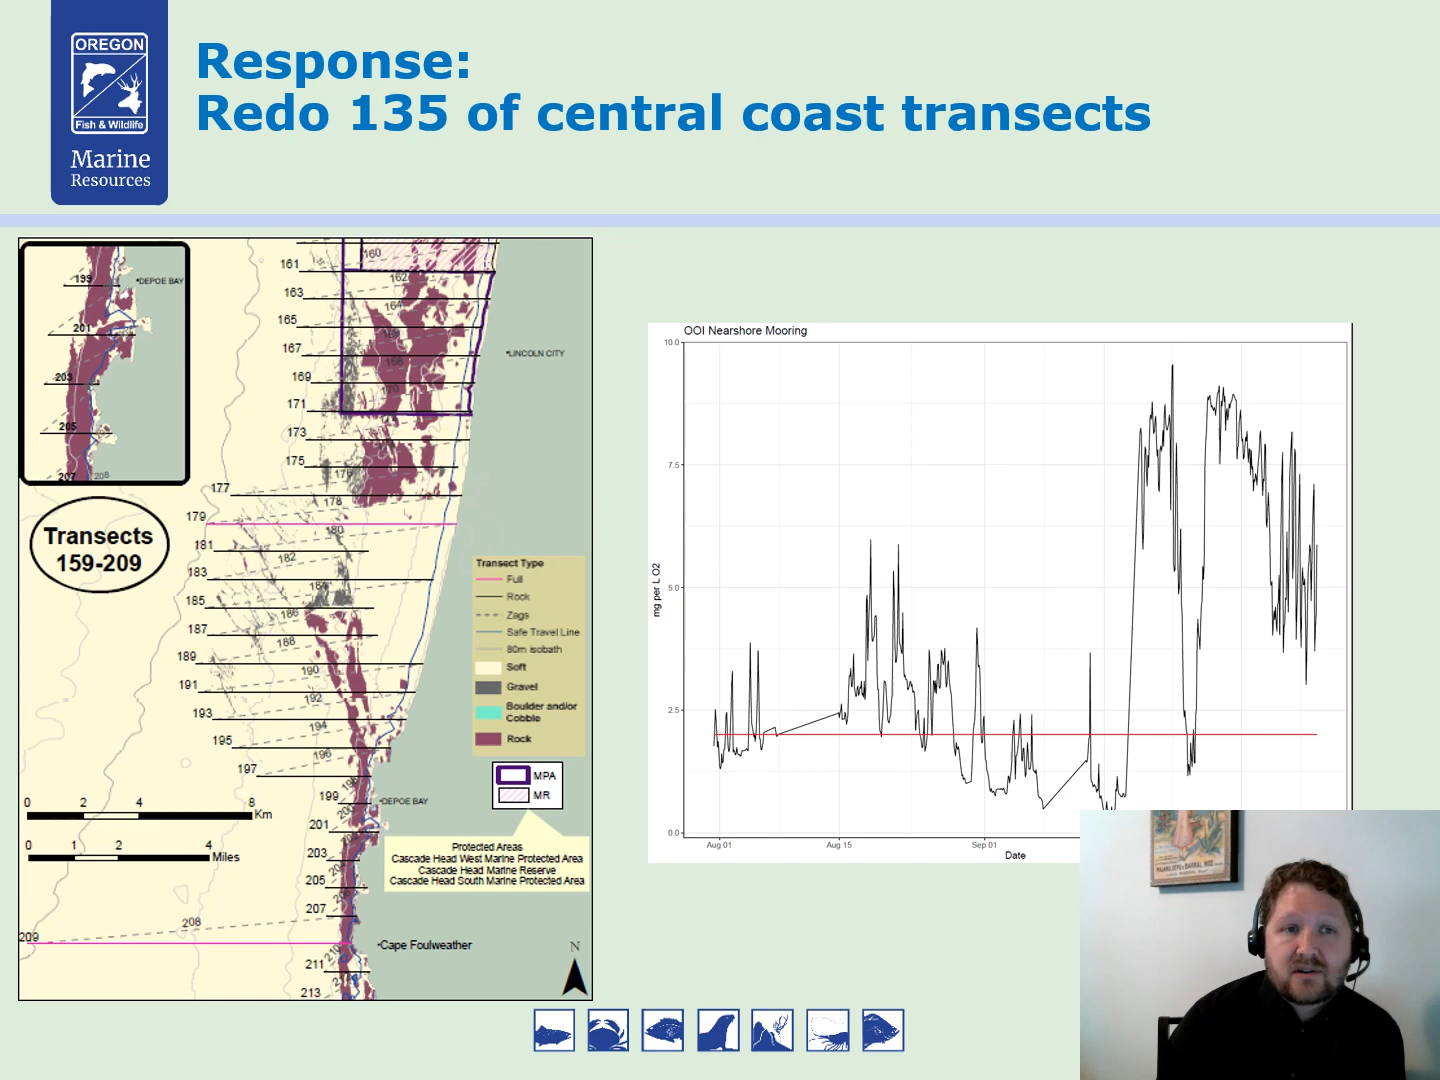 OREGON
Fish & Wildlife
Marine
Resources
Response:
Redo 135 of central coast transects
199
DEPOE BAY
201
203
205
207
208
Transects
159-209
160
161
162
163
164
165
167
168
169
170
171
173
175
176
177
178
179
180
181
182
183
184
185
186
187
188
189
190
191
192
193
194
195
196
197
199
201
203
205
207
208
209
211
213
LINCOLN CITY
DEPOE BAY
Cape Foulweather
Transect Type
Full
Rock
Zags
Safe Travel Line
80m isobath
Soft
Gravel
Boulder and/or
Cobble
Rock
MPA
MR
Protected Areas
Cascade Head West Marine Protected Area
Cascade Head Marine Reserve
Cascade Head South Marine Protected Area
0 2 4 8
Km
0 1 2 4
Miles
N
OOI Nearshore Mooring
10.0
7.5
5.0
2.5
0.0
mg per L O2
Aug 01 Aug 15 Sep 01
Date